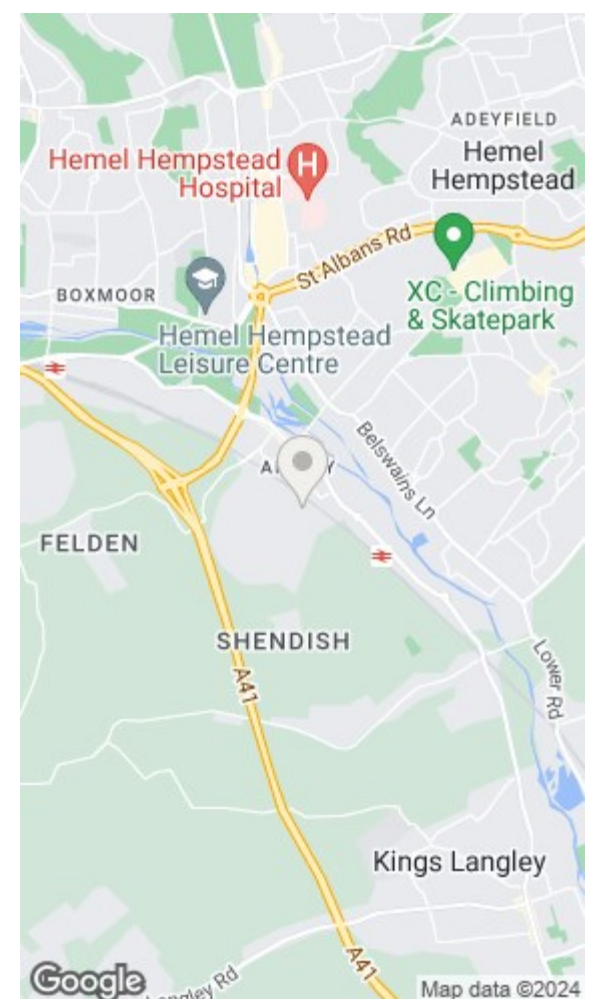 ADEYFIELD
Hemel
Hempstead
Hemel Hempstead
Hospital
H
St Albans Rd
XC - Climbing
& Skatepark
BOXMOOR
Hemel Hempstead
Leisure Centre
Belswains Ln
FELDEN
SHENDISH
A41
Lower Rd
Kings Langley
A41
Rd
Google
Map data ©2024